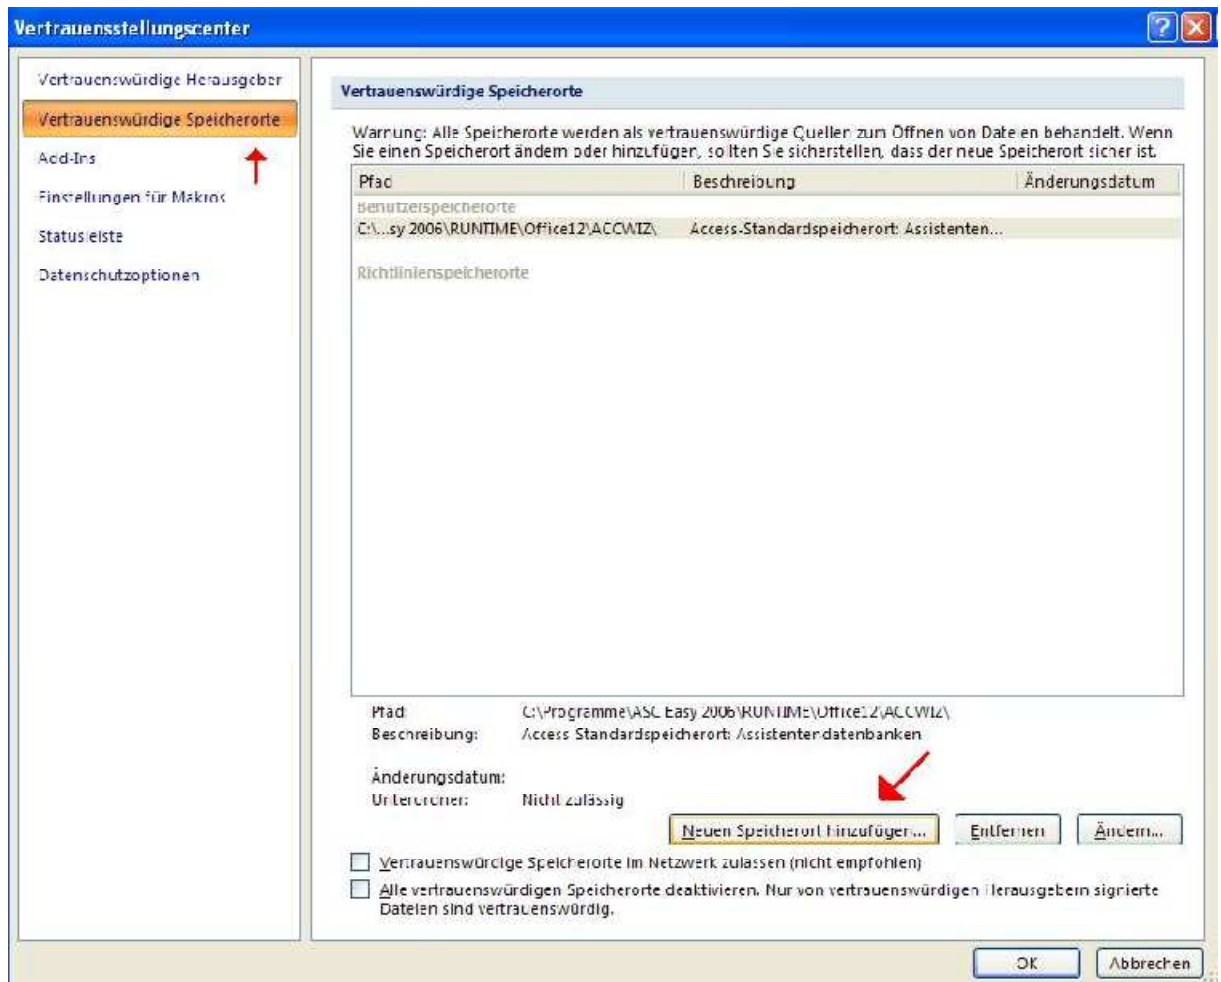 Vertrauensstellungscenter
Vertrauenswürdige Herausgeber
Vertrauenswürdige Speicherorte
Add-Ins
Einstellungen für Makros
Statusleiste
Datenschutzoptionen
Vertrauenswürdige Speicherorte
Warnung: Alle Speicherorte werden als vertrauenswürdige Quellen zum Öffnen von Dateien behandelt. Wenn
Sie einen Speicherort ändern oder hinzufügen, sollten Sie sicherstellen, dass der neue Speicherort sicher ist.
Pfad Beschreibung Änderungsdatum
Benutzerspeicherorte
C:\...sy 2006\RUNTIME\Office12\ACCWIZ\ Access-Standardspeicherort: Assistenten...
Richtlinienspeicherorte
Pfad: C:\Programme\ASC Easy 2006\RUNTIME\Office12\ACCWIZ\
Beschreibung: Access Standardspeicherort: Assistentendatenbanken
Änderungsdatum:
Unterordner: Nicht zulässig
Neuen Speicherort hinzufügen... Entfernen Ändern...
Vertrauenswürdige Speicherorte im Netzwerk zulassen (nicht empfohlen)
Alle vertrauenswürdigen Speicherorte deaktivieren. Nur von vertrauenswürdigen Herausgebern signierte
Dateien sind vertrauenswürdig.
OK Abbrechen